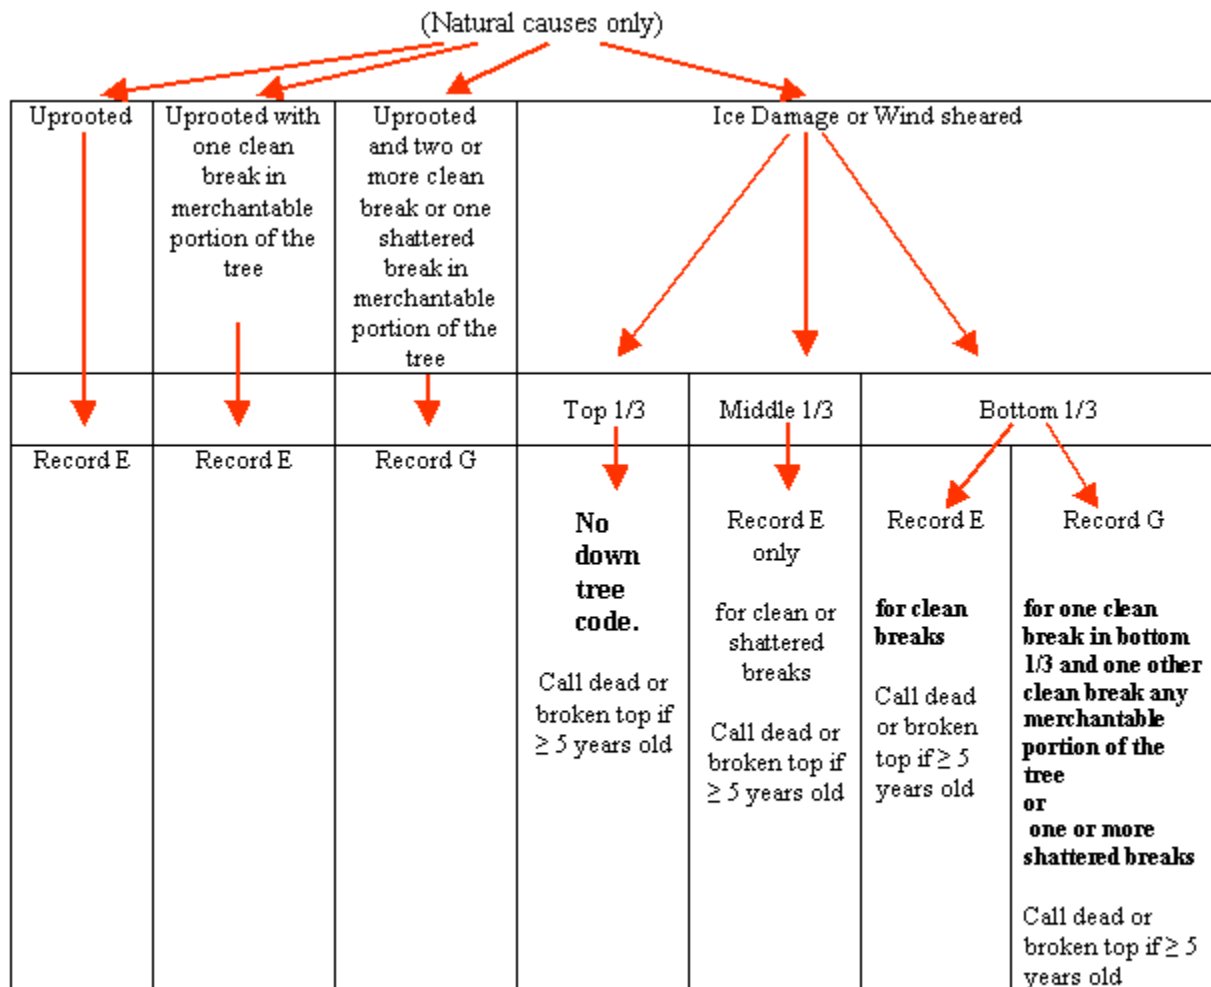 (Natural causes only)
Uprooted
Uprooted with
one clean
break in
merchantable
portion of the
tree
Uprooted
and two or
more clean
break or one
shattered
break in
merchantable
portion of the
tree
Ice Damage or Wind sheared
Top 1/3
Middle 1/3
Bottom 1/3
Record E
Record E
Record G
No
down
tree
code.
Call dead or
broken top if
≥ 5 years old
Record E
only
for clean or
shattered
breaks
Call dead or
broken top if
≥ 5 years old
Record E
for clean
breaks
Call dead
or broken
top if ≥ 5
years old
Record G
for one clean
break in bottom
1/3 and one other
clean break any
merchantable
portion of the
tree
or
one or more
shattered breaks
Call dead or
broken top if ≥ 5
years old